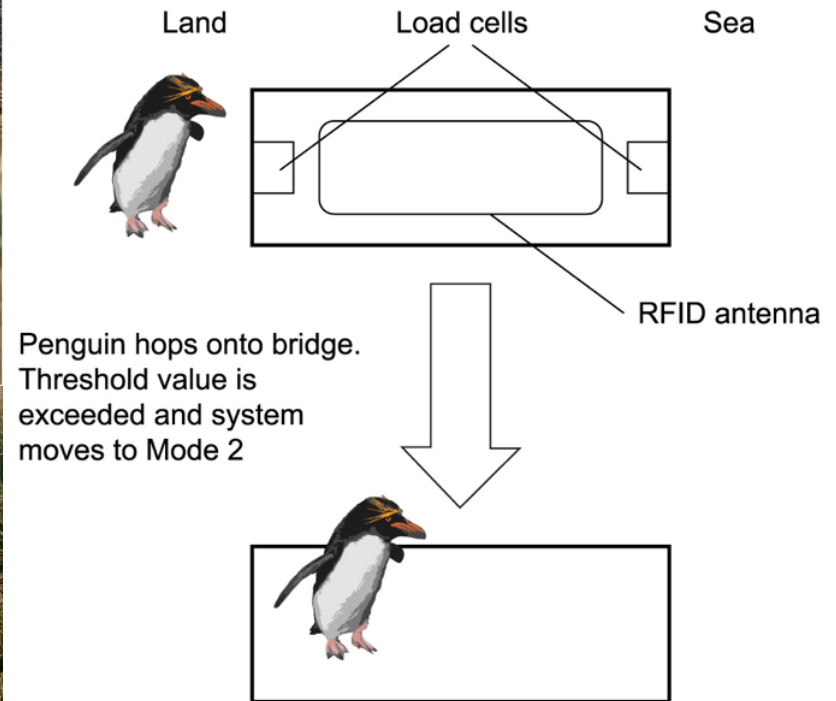 Land
Load cells
Sea
RFID antenna
Penguin hops onto bridge.
Threshold value is
exceeded and system
moves to Mode 2